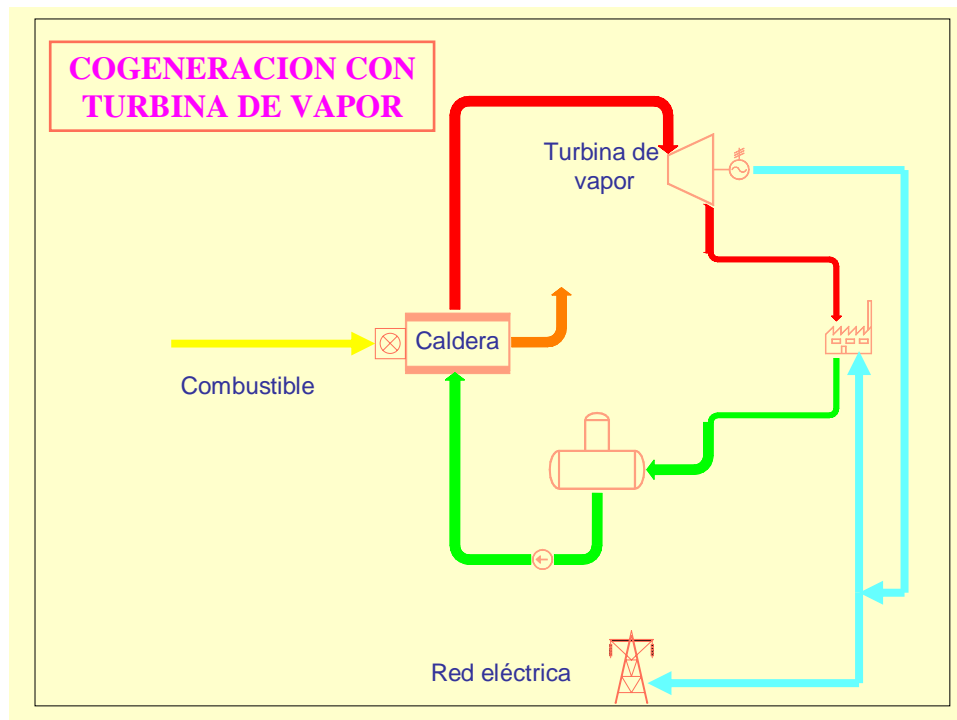 COGENERACION CON
TURBINA DE VAPOR
Turbina de
vapor
Caldera
Combustible
Red eléctrica